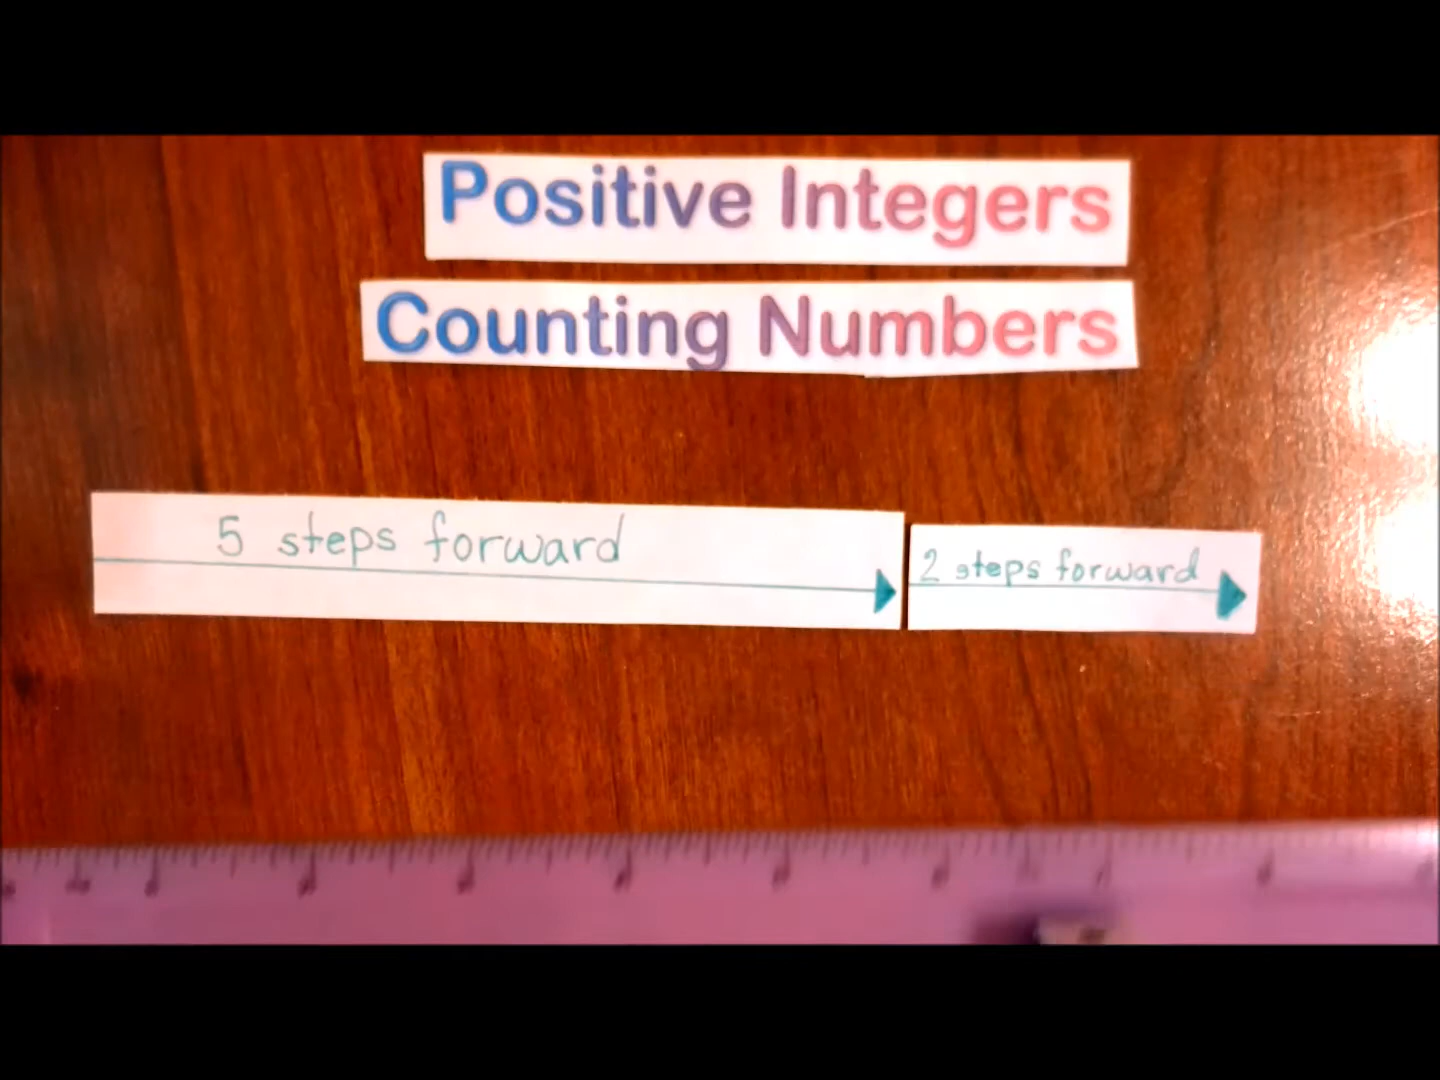 Positive Integers
Counting Numbers
5 steps forward
2 steps forward